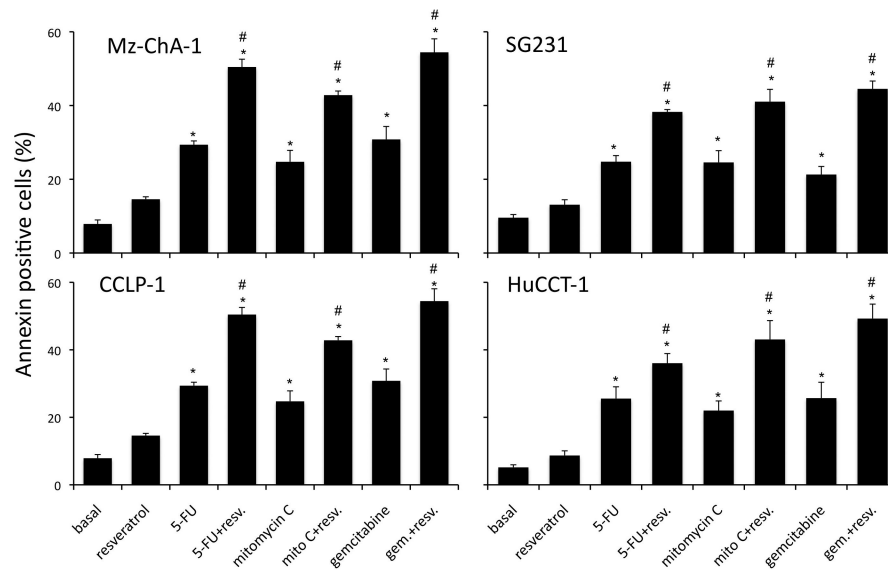 Annexin positive cells (%)
Mz-ChA-1
60
40
20
0
#
*
*
#
*
*
#
*
*
SG231
#
*
*
#
*
*
#
*
*
CCLP-1
60
40
20
0
#
*
*
#
*
*
#
*
*
HuCCT-1
#
*
*
#
*
*
#
*
*
basal
resveratrol
5-FU
5-FU+resv.
mitomycin C
mito C+resv.
gemcitabine
gem.+resv.
basal
resveratrol
5-FU
5-FU+resv.
mitomycin C
mito C+resv.
gemcitabine
gem.+resv.